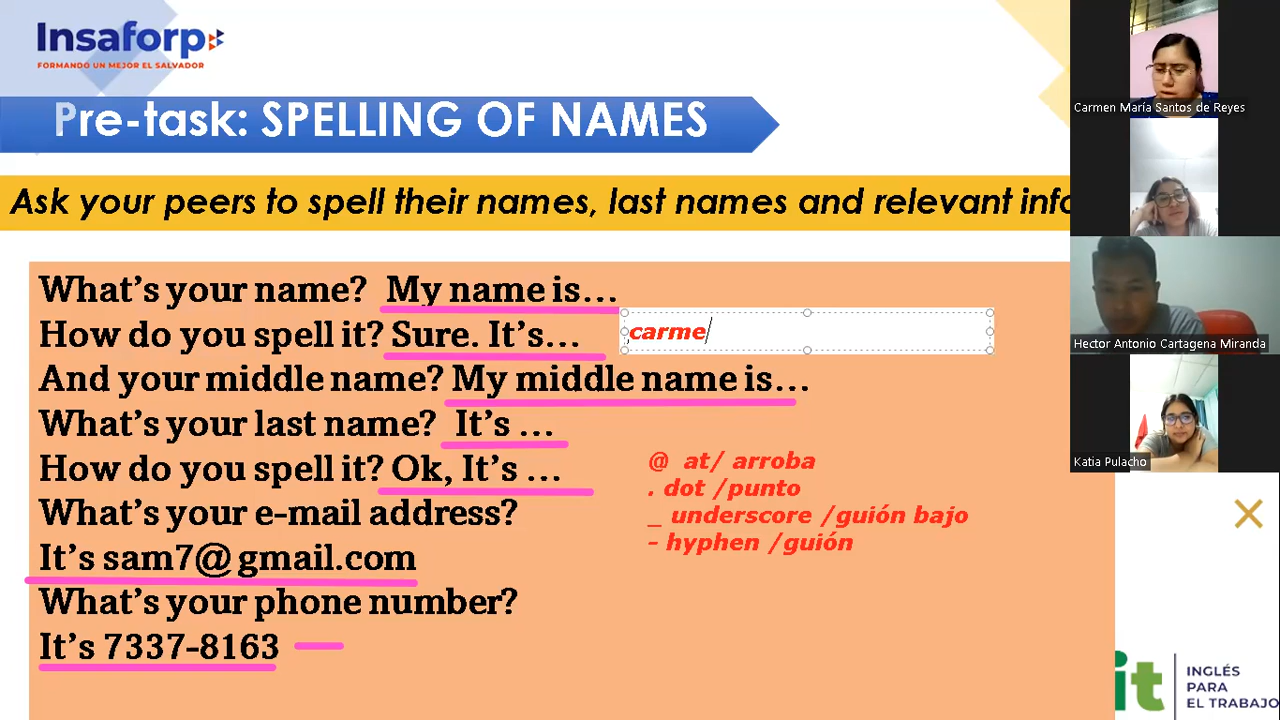 Insaforp
FORMANDO UN MEJOR EL SALVADOR
Pre-task: SPELLING OF NAMES
Ask your peers to spell their names, last names and relevant info
What's your name? My name is...
How do you spell it? Sure. It's... carme
And your middle name? My middle name is...
What's your last name? It's ...
How do you spell it? Ok, It's ...
What's your e-mail address?
It's sam7@gmail.com
What's your phone number?
It's 7337-8163
@ at/ arroba
. dot /punto
_ underscore /guión bajo
- hyphen /guión
Carmen María Santos de Reyes
Hector Antonio Cartagena Miranda
Katia Pulacho
it
INGLÉS
PARA
EL TRABAJO